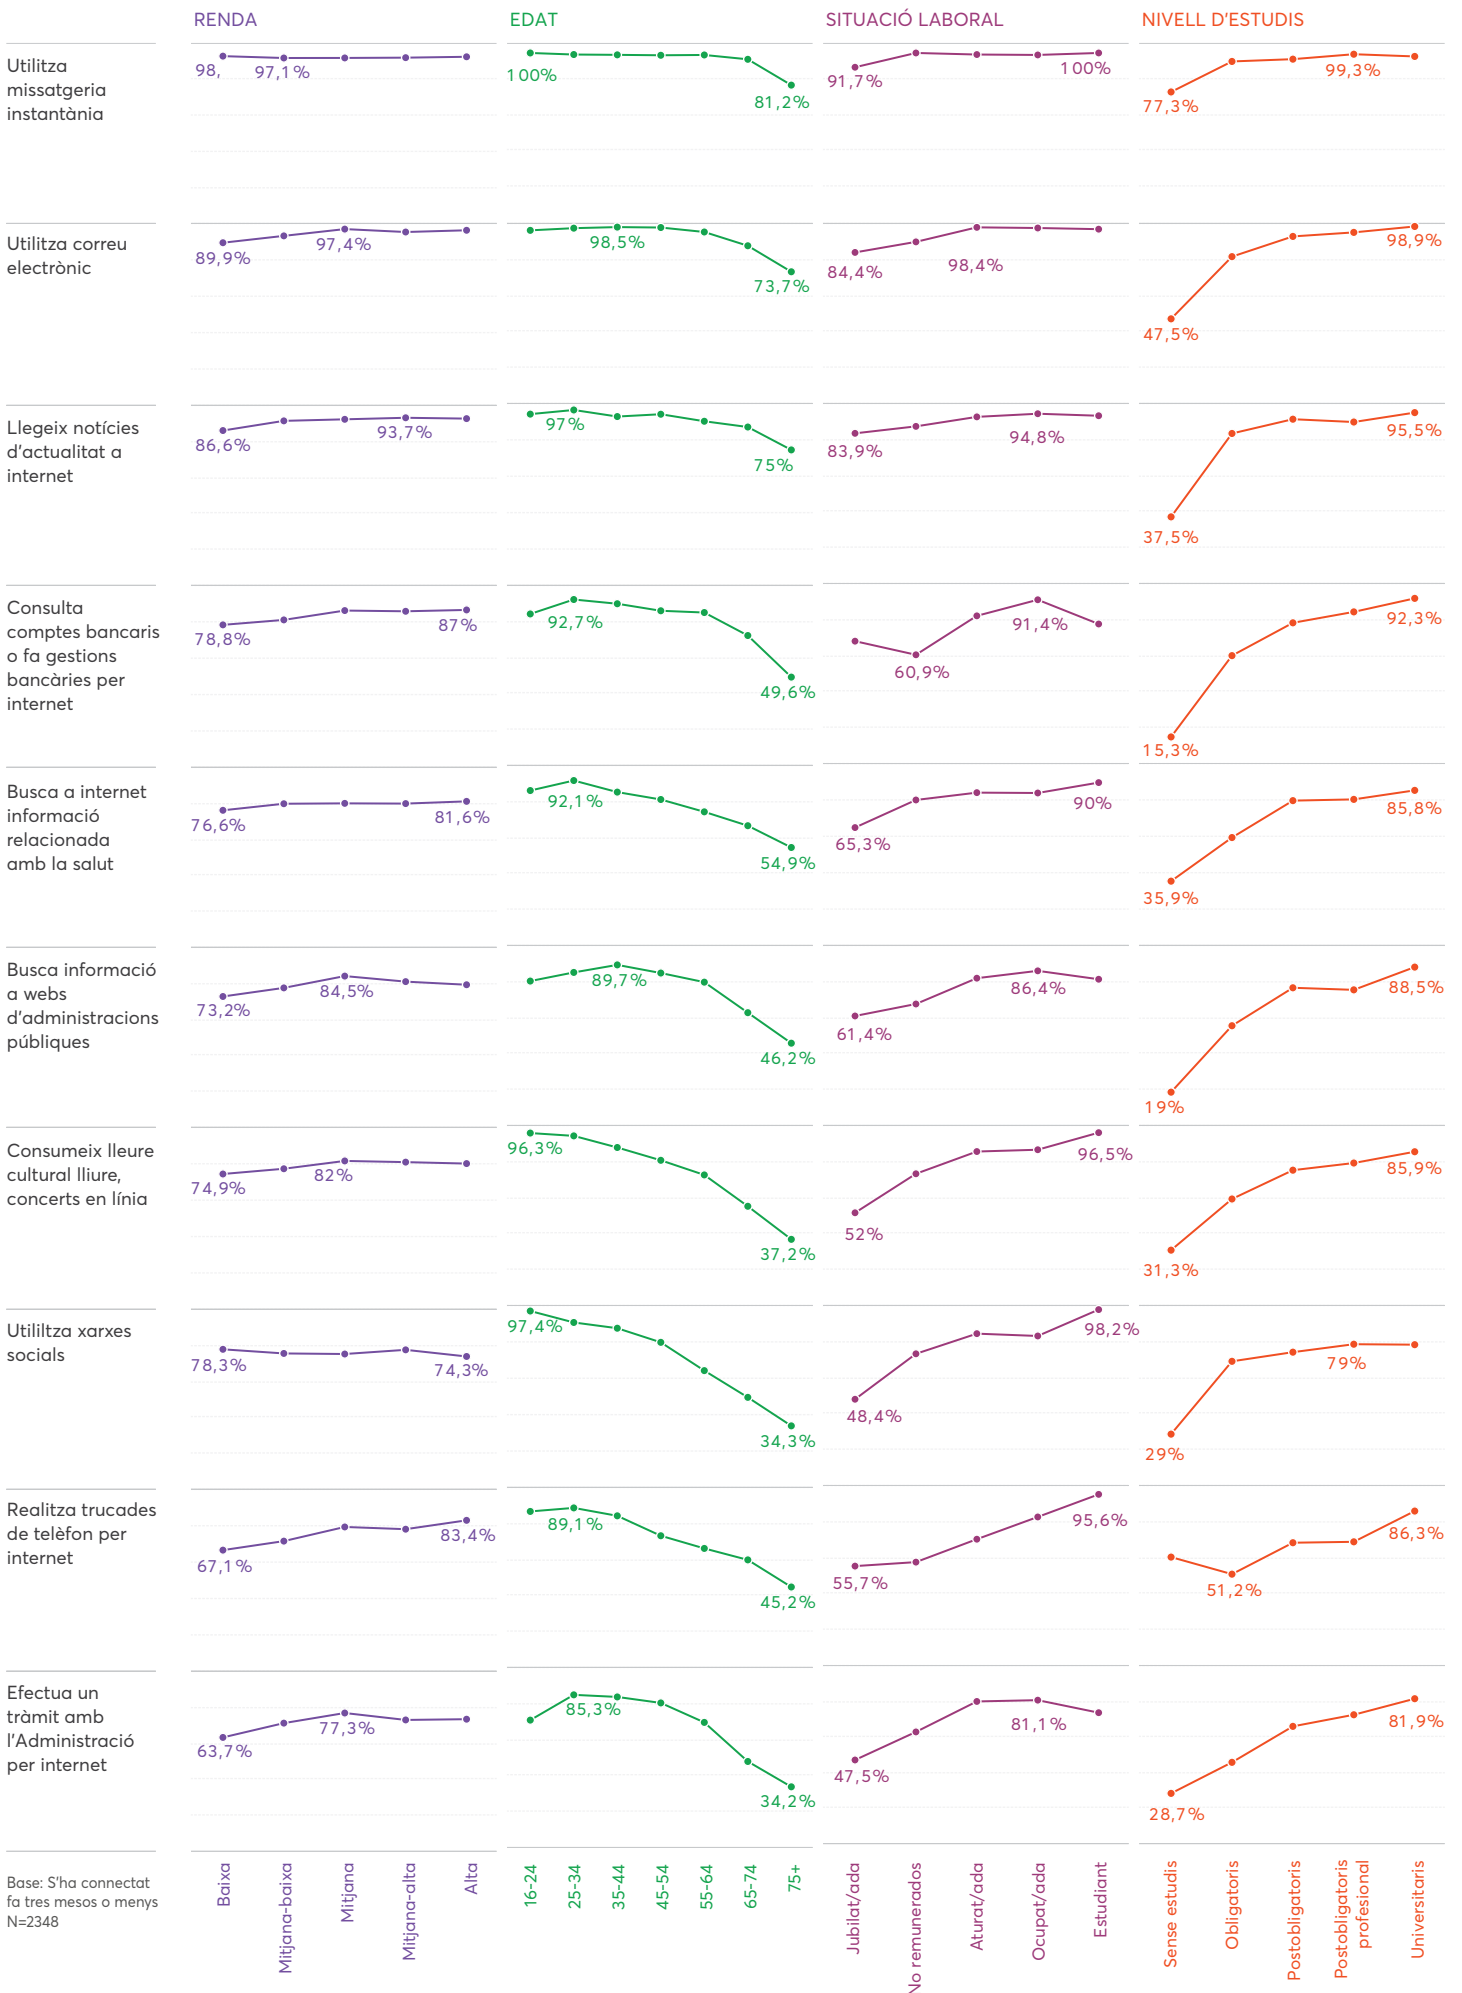 RENDA
EDAT
SITUACIÓ LABORAL
NIVELL D'ESTUDIS
Utilitza
missatgeria
instantània
98,
97,1%
100%
81,2%
91,7%
100%
77,3%
99,3%
Utilitza correu
electrònic
89,9%
97,4%
98,5%
73,7%
84,4%
98,4%
47,5%
98,9%
Llegeix notícies
d'actualitat a
internet
86,6%
93,7%
97%
75%
83,9%
94,8%
37,5%
95,5%
Consulta
comptes bancaris
o fa gestions
bancàries per
internet
78,8%
87%
92,7%
49,6%
60,9%
91,4%
15,3%
92,3%
Busca a internet
informació
relacionada
amb la salut
76,6%
81,6%
92,1%
54,9%
65,3%
90%
35,9%
85,8%
Busca informació
a webs
d'administracions
públiques
73,2%
84,5%
89,7%
46,2%
61,4%
86,4%
19%
88,5%
Consumeix lleure
cultural lliure,
concerts en línia
74,9%
82%
96,3%
37,2%
52%
96,5%
31,3%
85,9%
Utililtza xarxes
socials
78,3%
74,3%
97,4%
34,3%
48,4%
98,2%
29%
79%
Realitza trucades
de telèfon per
internet
67,1%
83,4%
89,1%
45,2%
55,7%
95,6%
51,2%
86,3%
Efectua un
tràmit amb
l'Administració
per internet
63,7%
77,3%
85,3%
34,2%
47,5%
81,1%
28,7%
81,9%
Base: S'ha connectat
fa tres mesos o menys
N=2348
Baixa
Mitjana-baixa
Mitjana
Mitjana-alta
Alta
16-24
25-34
35-44
45-54
55-64
65-74
75+
Jubilat/ada
No remunerados
Aturat/ada
Ocupat/ada
Estudiant
Sense estudis
Obligatoris
Postobligatoris
Postobligatoris
profesional
Universitaris